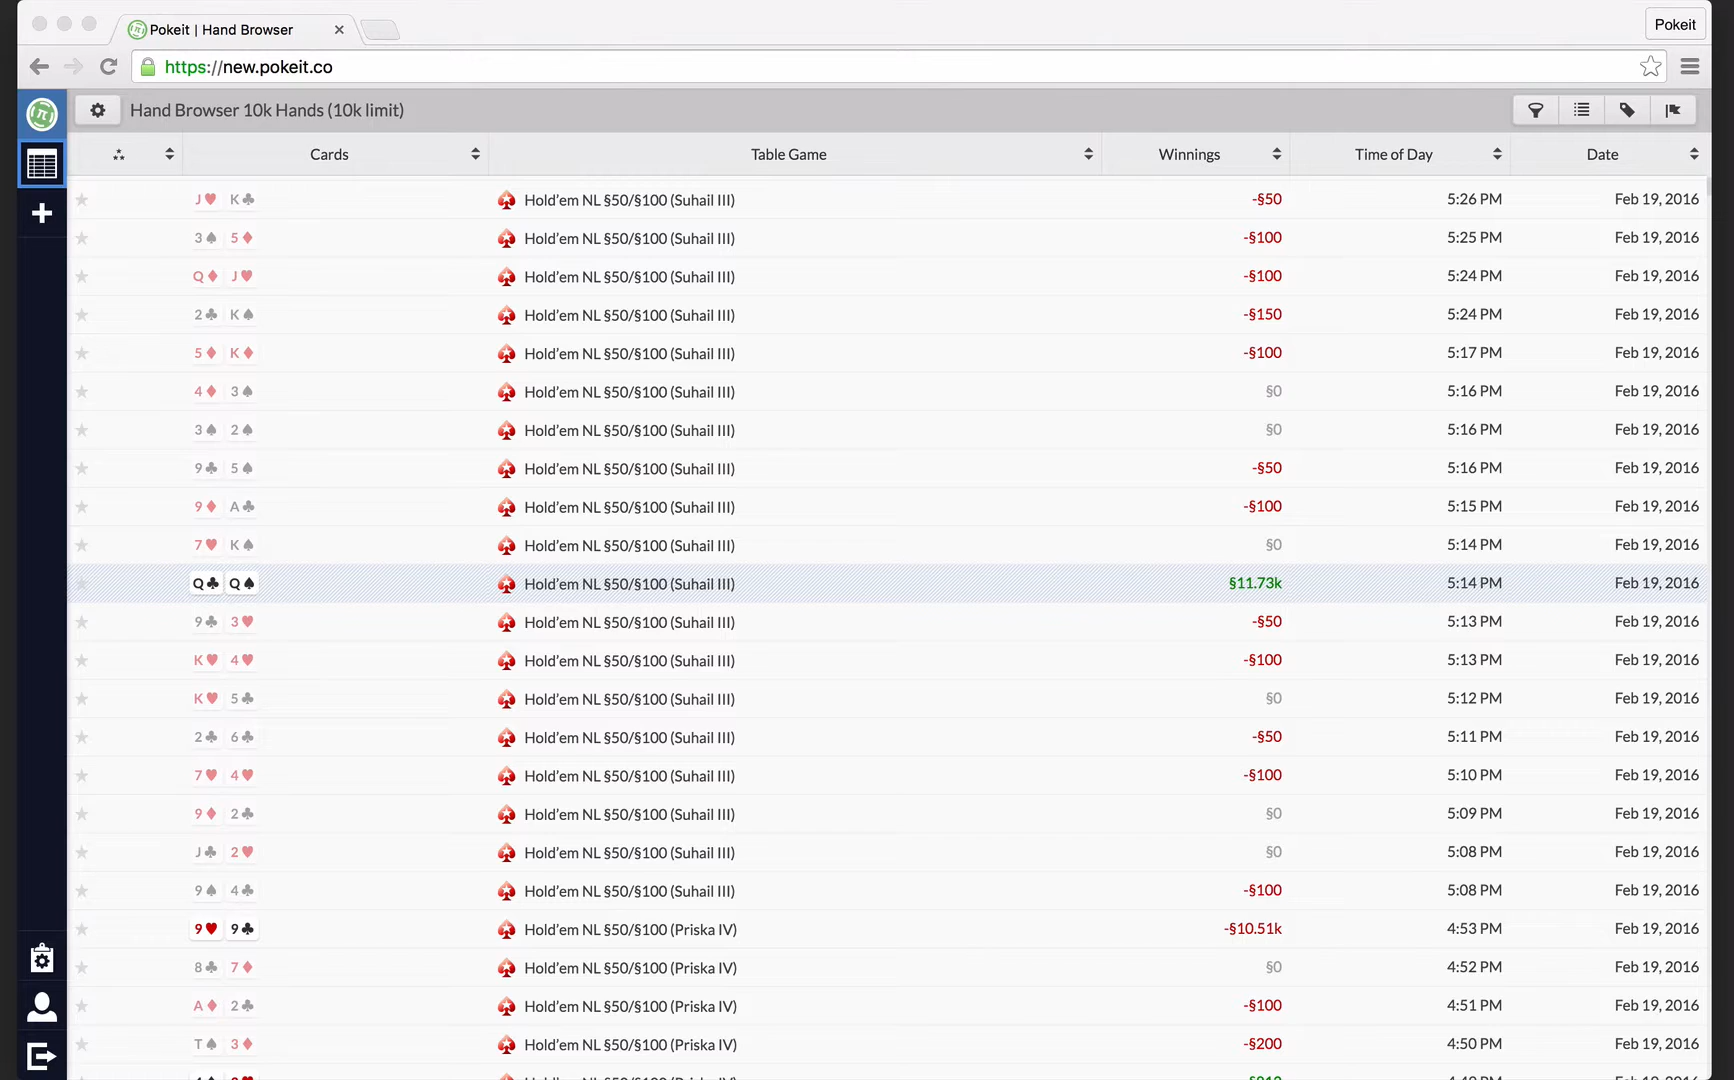 Pokeit | Hand Browser
Pokeit
https://new.pokeit.co
Hand Browser 10k Hands (10k limit)
Cards Table Game Winnings Time of Day Date
J♥ K♣ Hold'em NL §50/§100 (Suhail III) -§50 5:26 PM Feb 19, 2016
3♠ 5♦ Hold'em NL §50/§100 (Suhail III) -§100 5:25 PM Feb 19, 2016
Q♦ J♥ Hold'em NL §50/§100 (Suhail III) -§100 5:24 PM Feb 19, 2016
2♣ K♠ Hold'em NL §50/§100 (Suhail III) -§150 5:24 PM Feb 19, 2016
5♦ K♦ Hold'em NL §50/§100 (Suhail III) -§100 5:17 PM Feb 19, 2016
4♦ 3♠ Hold'em NL §50/§100 (Suhail III) §0 5:16 PM Feb 19, 2016
3♠ 2♠ Hold'em NL §50/§100 (Suhail III) §0 5:16 PM Feb 19, 2016
9♣ 5♠ Hold'em NL §50/§100 (Suhail III) -§50 5:16 PM Feb 19, 2016
9♦ A♣ Hold'em NL §50/§100 (Suhail III) -§100 5:15 PM Feb 19, 2016
7♥ K♠ Hold'em NL §50/§100 (Suhail III) §0 5:14 PM Feb 19, 2016
Q♣ Q♠ Hold'em NL §50/§100 (Suhail III) §11.73k 5:14 PM Feb 19, 2016
9♣ 3♥ Hold'em NL §50/§100 (Suhail III) -§50 5:13 PM Feb 19, 2016
K♥ 4♥ Hold'em NL §50/§100 (Suhail III) -§100 5:13 PM Feb 19, 2016
K♥ 5♣ Hold'em NL §50/§100 (Suhail III) §0 5:12 PM Feb 19, 2016
2♣ 6♣ Hold'em NL §50/§100 (Suhail III) -§50 5:11 PM Feb 19, 2016
7♥ 4♥ Hold'em NL §50/§100 (Suhail III) -§100 5:10 PM Feb 19, 2016
9♦ 2♣ Hold'em NL §50/§100 (Suhail III) §0 5:09 PM Feb 19, 2016
J♣ 2♥ Hold'em NL §50/§100 (Suhail III) §0 5:08 PM Feb 19, 2016
9♠ 4♣ Hold'em NL §50/§100 (Suhail III) -§100 5:08 PM Feb 19, 2016
9♥ 9♣ Hold'em NL §50/§100 (Priska IV) -§10.51k 4:53 PM Feb 19, 2016
8♣ 7♦ Hold'em NL §50/§100 (Priska IV) §0 4:52 PM Feb 19, 2016
A♦ 2♣ Hold'em NL §50/§100 (Priska IV) -§100 4:51 PM Feb 19, 2016
T♠ 3♦ Hold'em NL §50/§100 (Priska IV) -§200 4:50 PM Feb 19, 2016